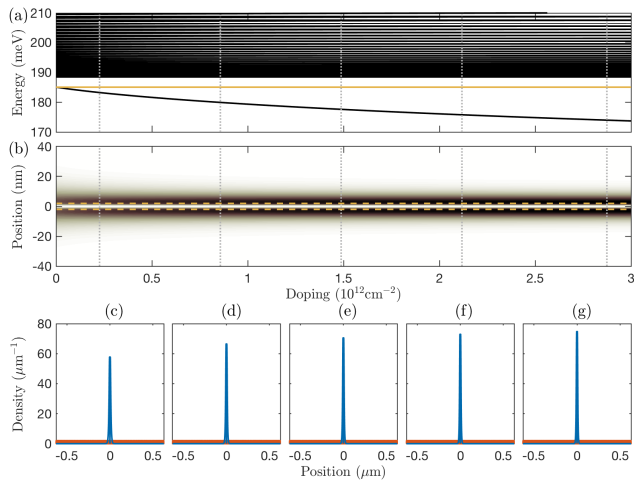 (a)
210
200
190
180
170
Energy (meV)
(b)
40
20
0
-20
-40
Position (nm)
0 0.5 1 1.5 2 2.5 3
Doping (10¹²cm⁻²)
(c) (d) (e) (f) (g)
80
60
40
20
0
Density (μm⁻¹)
-0.5 0 0.5 -0.5 0 0.5 -0.5 0 0.5 -0.5 0 0.5 -0.5 0 0.5
Position (μm)